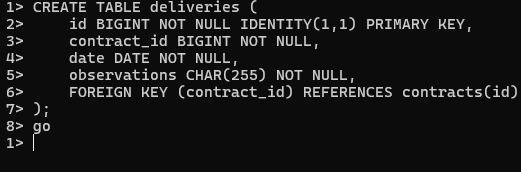 1> CREATE TABLE deliveries (
2>     id BIGINT NOT NULL IDENTITY(1,1) PRIMARY KEY,
3>     contract_id BIGINT NOT NULL,
4>     date DATE NOT NULL,
5>     observations CHAR(255) NOT NULL,
6>     FOREIGN KEY (contract_id) REFERENCES contracts(id)
7> );
8> go
1>